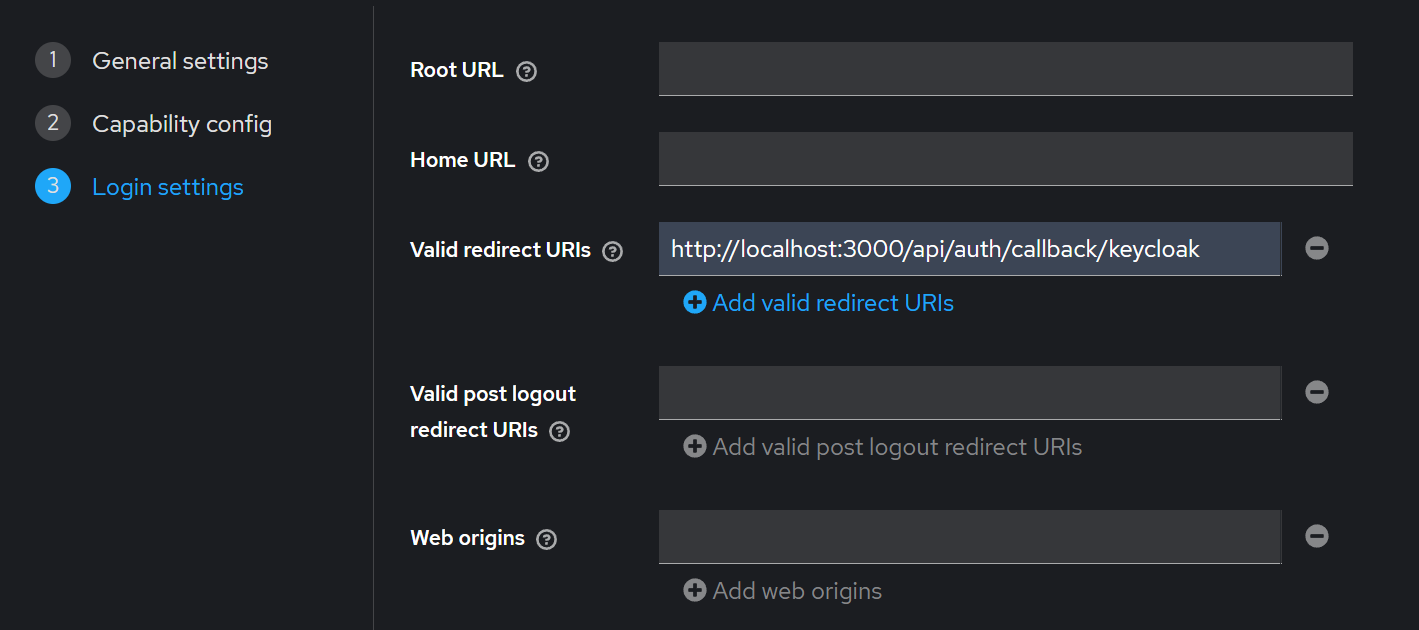 1 General settings
2 Capability config
3 Login settings
Root URL
Home URL
Valid redirect URIs
http://localhost:3000/api/auth/callback/keycloak
Add valid redirect URIs
Valid post logout
redirect URIs
Add valid post logout redirect URIs
Web origins
Add web origins